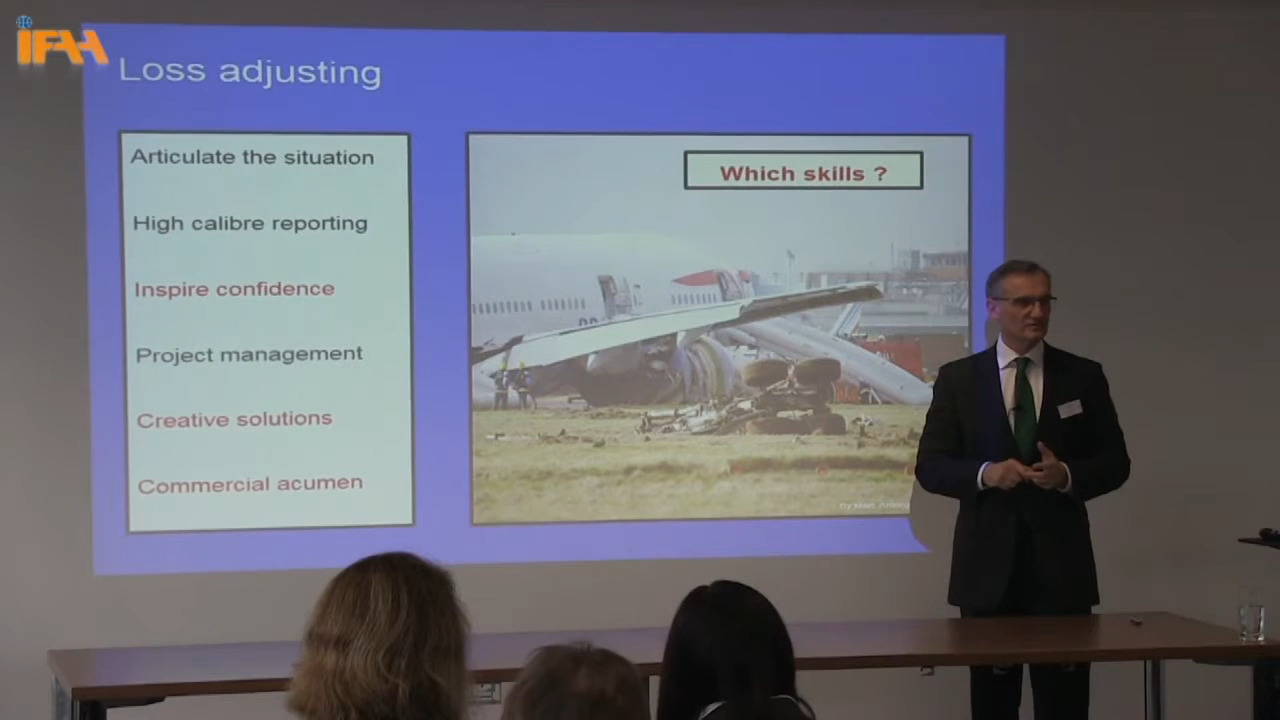 IFAA
Loss adjusting
Articulate the situation
High calibre reporting
Inspire confidence
Project management
Creative solutions
Commercial acumen
Which skills ?